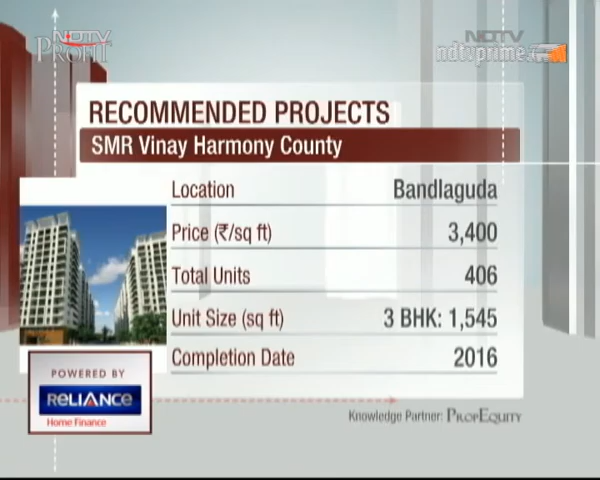 NDTV
PROFIT
NDTV
ndtvprime.com
RECOMMENDED PROJECTS
SMR Vinay Harmony County
Location Bandlaguda
Price (₹/sq ft) 3,400
Total Units 406
Unit Size (sq ft) 3 BHK: 1,545
Completion Date 2016
POWERED BY
RELIANCE
Home Finance
Knowledge Partner: PROPEQUITY